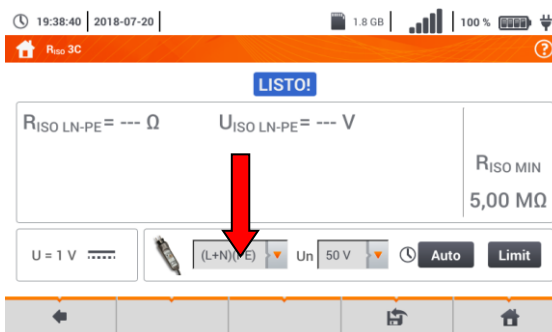 19:38:40 2018-07-20 1.8 GB 100 %
RISO 3C ?
LISTO!
RISO LN-PE= --- Ω UISO LN-PE= --- V
RISO MIN
5,00 MΩ
U = 1 V (L+N)( E) Un 50 V Auto Limit